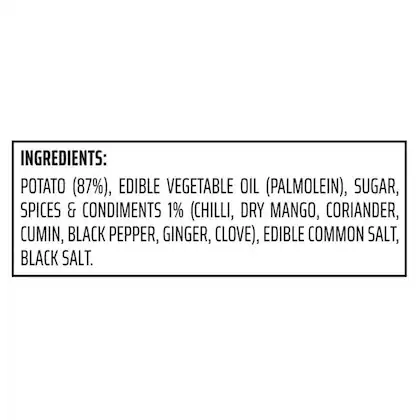 INGREDIENTS:
POTATO (87%), EDIBLE VEGETABLE OIL (PALMOLEIN), SUGAR,
SPICES & CONDIMENTS 1% (CHILLI, DRY MANGO, CORIANDER,
CUMIN, BLACK PEPPER, GINGER, CLOVE), EDIBLE COMMON SALT,
BLACK SALT.